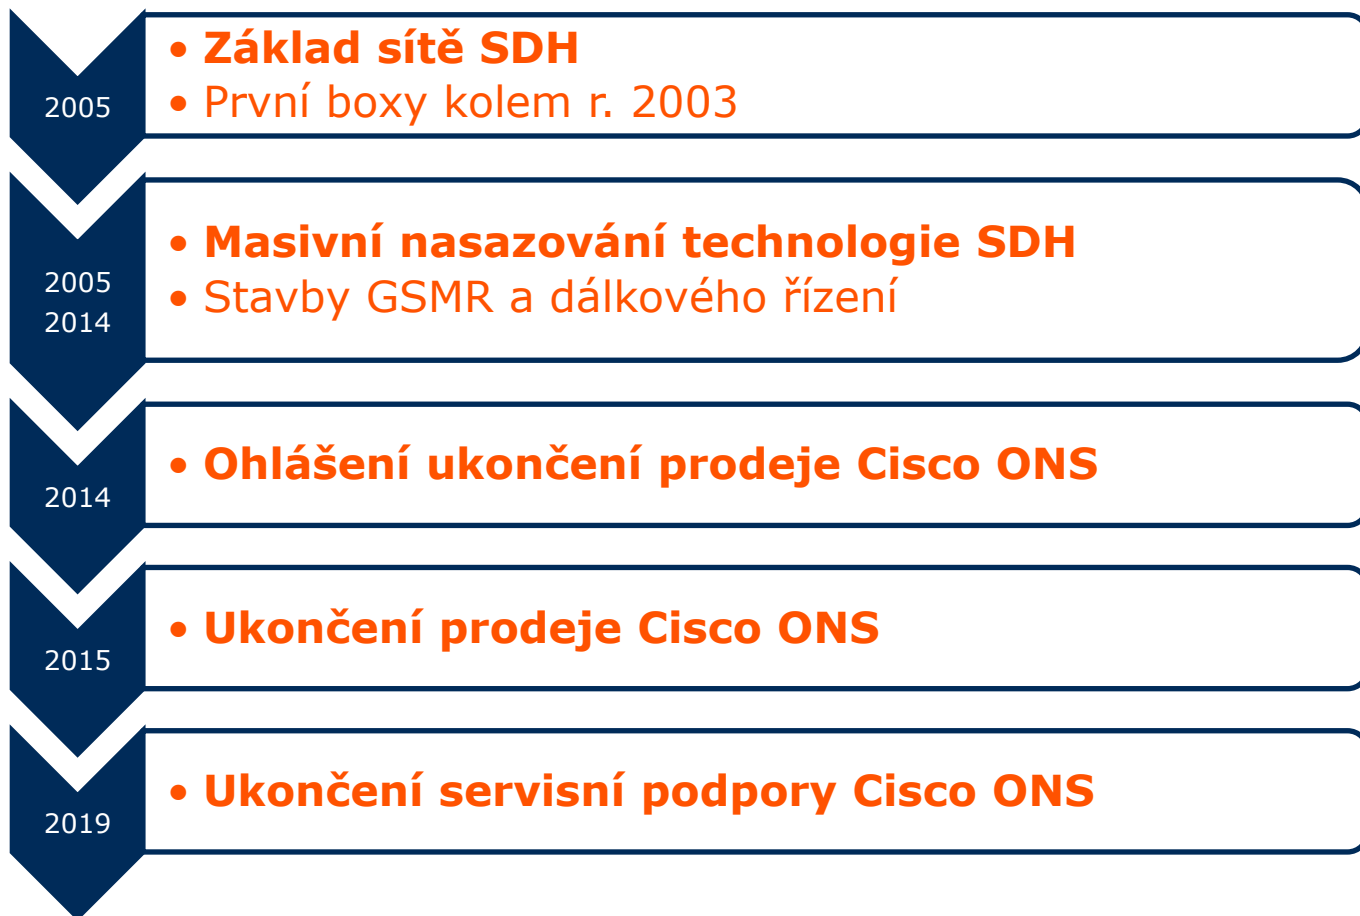 2005
• Základ sítě SDH
• První boxy kolem r. 2003
2005
2014
• Masivní nasazování technologie SDH
• Stavby GSMR a dálkového řízení
2014
• Ohlášení ukončení prodeje Cisco ONS
2015
• Ukončení prodeje Cisco ONS
2019
• Ukončení servisní podpory Cisco ONS